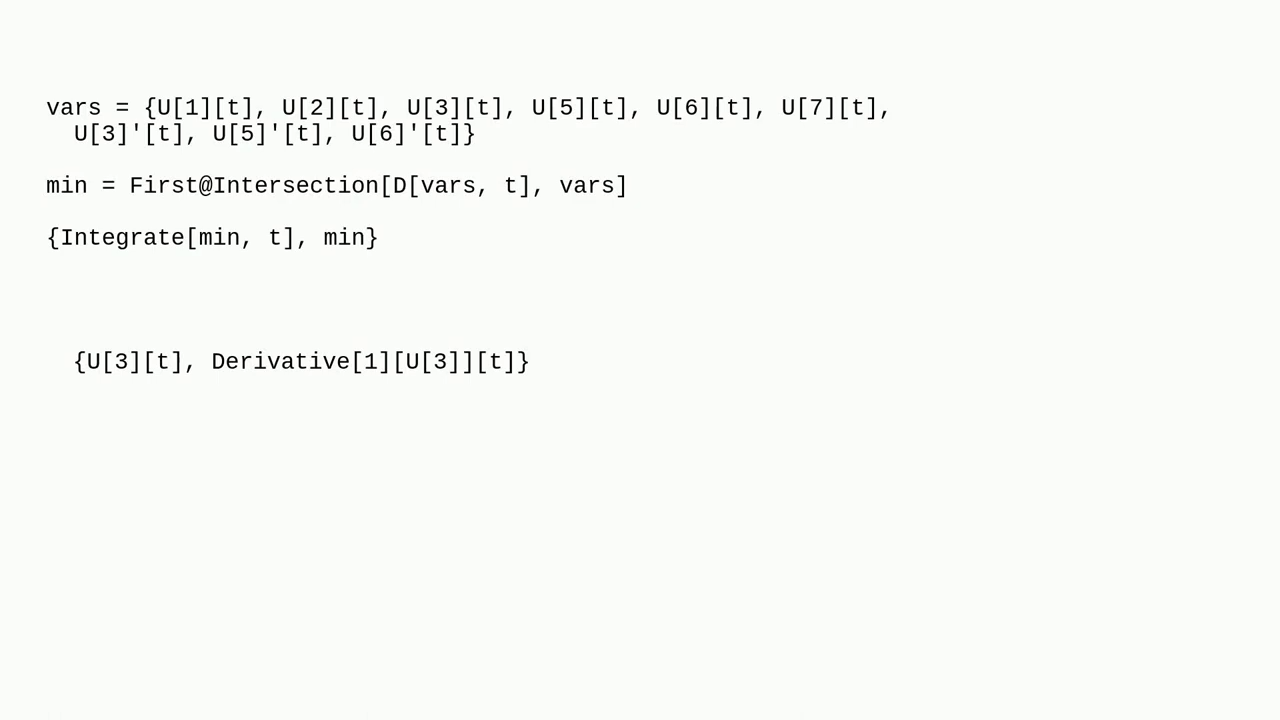 vars = {U[1][t], U[2][t], U[3][t], U[5][t], U[6][t], U[7][t],
U[3]'[t], U[5]'[t], U[6]'[t]}
min = First@Intersection[D[vars, t], vars]
{Integrate[min, t], min}
{U[3][t], Derivative[1][U[3]][t]}